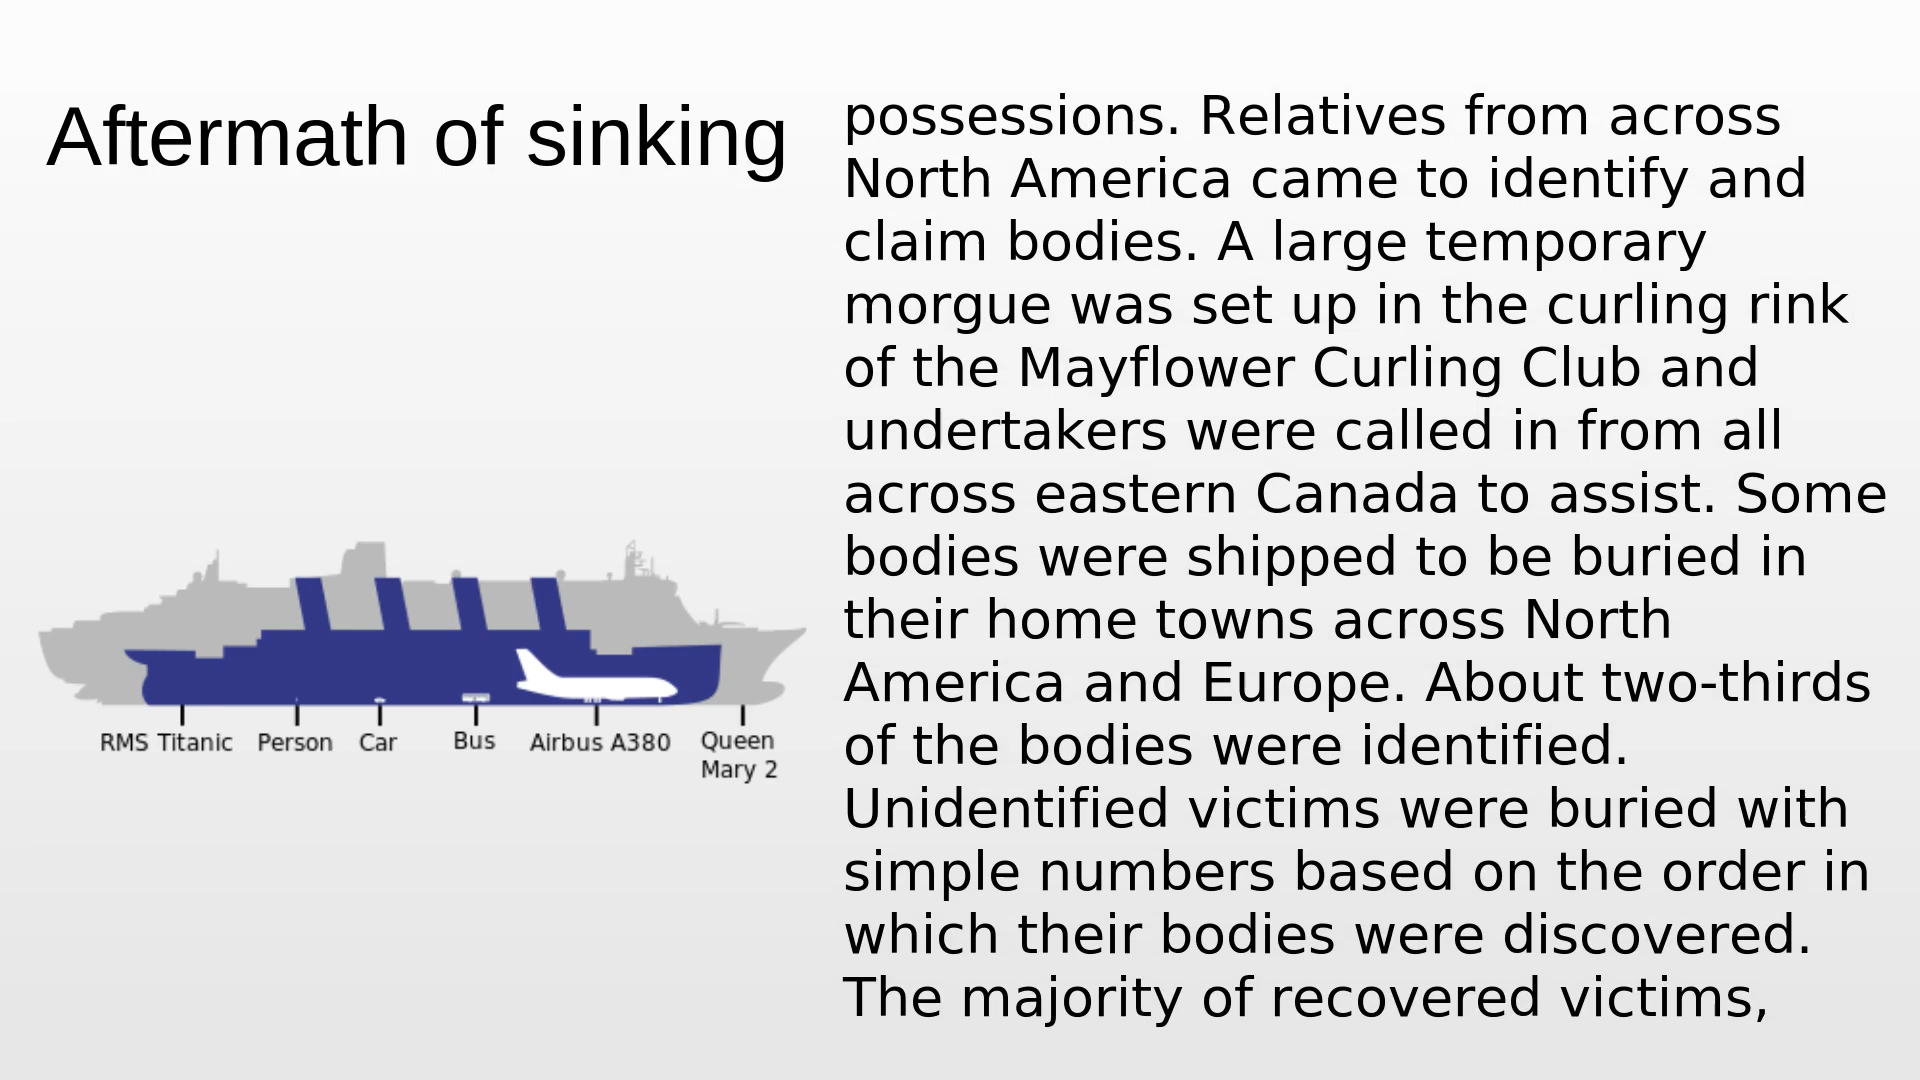 Aftermath of sinking
RMS Titanic
Person
Car
Bus
Airbus A380
Queen
Mary 2
possessions. Relatives from across
North America came to identify and
claim bodies. A large temporary
morgue was set up in the curling rink
of the Mayflower Curling Club and
undertakers were called in from all
across eastern Canada to assist. Some
bodies were shipped to be buried in
their home towns across North
America and Europe. About two-thirds
of the bodies were identified.
Unidentified victims were buried with
simple numbers based on the order in
which their bodies were discovered.
The majority of recovered victims,